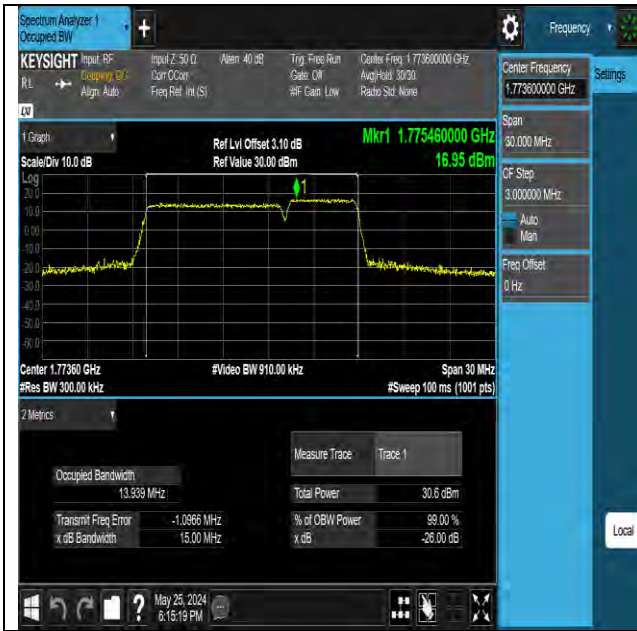 Spectrum Analyzer 1
Occupied BW
+
Frequency
KEYSIGHT Input: RF
RL Coupling: DC
Align: Auto
Input Z: 50 Ω
Corr CCorr
Freq Ref: Int (S)
Atten: 40 dB
Trig: Free Run
Gate: Off
#IF Gain: Low
Center Freq: 1.773600000 GHz
Avg|Hold: 30/30
Radio Std: None
LXI
Center Frequency
1.773600000 GHz
Settings
Span
30.000 MHz
CF Step
3.000000 MHz
Auto
Man
Freq Offset
0 Hz
Local
1 Graph
Scale/Div 10.0 dB
Ref Lvl Offset 3.10 dB
Ref Value 30.00 dBm
Mkr1 1.775460000 GHz
16.95 dBm
Log
20.0
10.0
0.00
-10.0
-20.0
-30.0
-40.0
-50.0
-60.0
1
Center 1.77360 GHz
#Res BW 300.00 kHz
#Video BW 910.00 kHz
Span 30 MHz
#Sweep 100 ms (1001 pts)
2 Metrics
Measure Trace Trace 1
Occupied Bandwidth
13.939 MHz
Total Power 30.6 dBm
Transmit Freq Error -1.0966 MHz
% of OBW Power 99.00 %
x dB Bandwidth 15.00 MHz
x dB -26.00 dB
?
May 25, 2024
6:15:19 PM